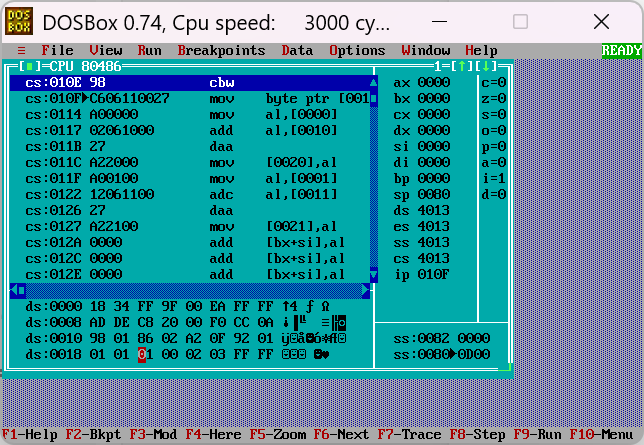 DOS BOX DOSBox 0.74, Cpu speed: 3000 cy...
≡ File View Run Breakpoints Data Options Window Help READY
[■]=CPU 80486 1=[↑][↓]
cs:010E 98 cbw ax 0000 c=0
cs:010F►C606110027 mov byte ptr [001 bx 0000 z=0
cs:0114 A00000 mov al,[0000] cx 0000 s=0
cs:0117 02061000 add al,[0010] dx 0000 o=0
cs:011B 27 daa si 0000 p=0
cs:011C A22000 mov [0020],al di 0000 a=0
cs:011F A00100 mov al,[0001] bp 0000 i=1
cs:0122 12061100 adc al,[0011] sp 0080 d=0
cs:0126 27 daa ds 4013
cs:0127 A22100 mov [0021],al es 4013
cs:012A 0000 add [bx+si],al ss 4013
cs:012C 0000 add [bx+si],al cs 4013
cs:012E 0000 add [bx+si],al ip 010F
ds:0000 18 34 FF 9F 00 EA FF FF ↑4 ƒ Ω
ds:0008 AD DE C8 20 00 F0 CC 0A ss:0082 0000
ds:0010 98 01 86 02 A2 0F 92 01 ss:0080►0D00
ds:0018 01 01 01 00 02 03 FF FF
F1-Help F2-Bkpt F3-Mod F4-Here F5-Zoom F6-Next F7-Trace F8-Step F9-Run F10-Menu